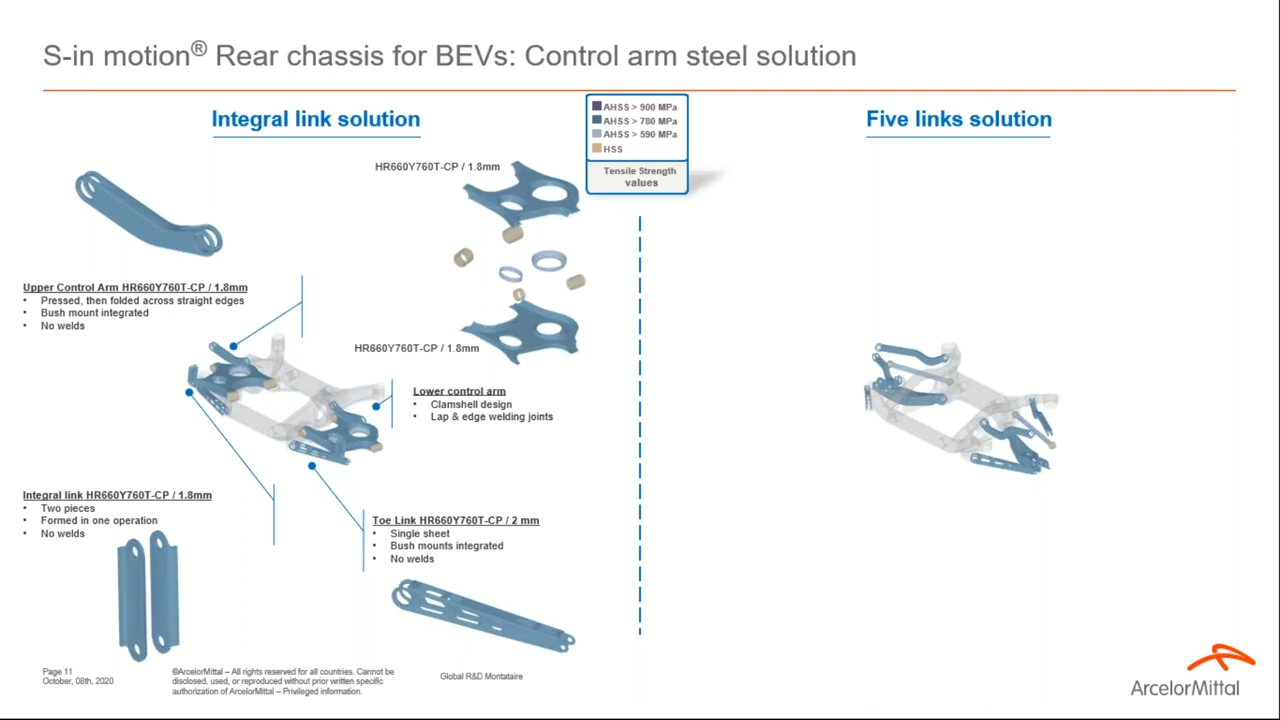 S-in motion® Rear chassis for BEVs: Control arm steel solution
Integral link solution
AHSS > 900 MPa
AHSS > 780 MPa
AHSS > 590 MPa
HSS
Tensile Strength
values
Five links solution
HR660Y760T-CP / 1.8mm
Upper Control Arm HR660Y760T-CP / 1.8mm
• Pressed, then folded across straight edges
• Bush mount integrated
• No welds
HR660Y760T-CP / 1.8mm
Lower control arm
• Clamshell design
• Lap & edge welding joints
Integral link HR660Y760T-CP / 1.8mm
• Two pieces
• Formed in one operation
• No welds
Toe Link HR660Y760T-CP / 2 mm
• Single sheet
• Bush mounts integrated
• No welds
Page 11
October, 08th, 2020
©ArcelorMittal – All rights reserved for all countries. Cannot be
disclosed, used, or reproduced without prior written specific
authorization of ArcelorMittal – Privileged information.
Global R&D Montataire
ArcelorMittal